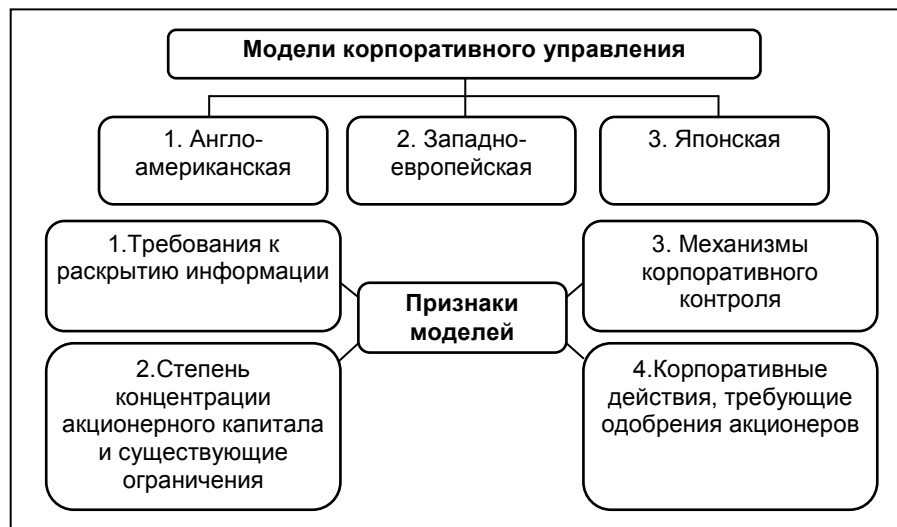 Модели корпоративного управления
1. Англо-
американская
2. Западно-
европейская
3. Японская
1.Требования к
раскрытию информации
3. Механизмы
корпоративного
контроля
Признаки
моделей
2.Степень
концентрации
акционерного капитала
и существующие
ограничения
4.Корпоративные
действия, требующие
одобрения акционеров